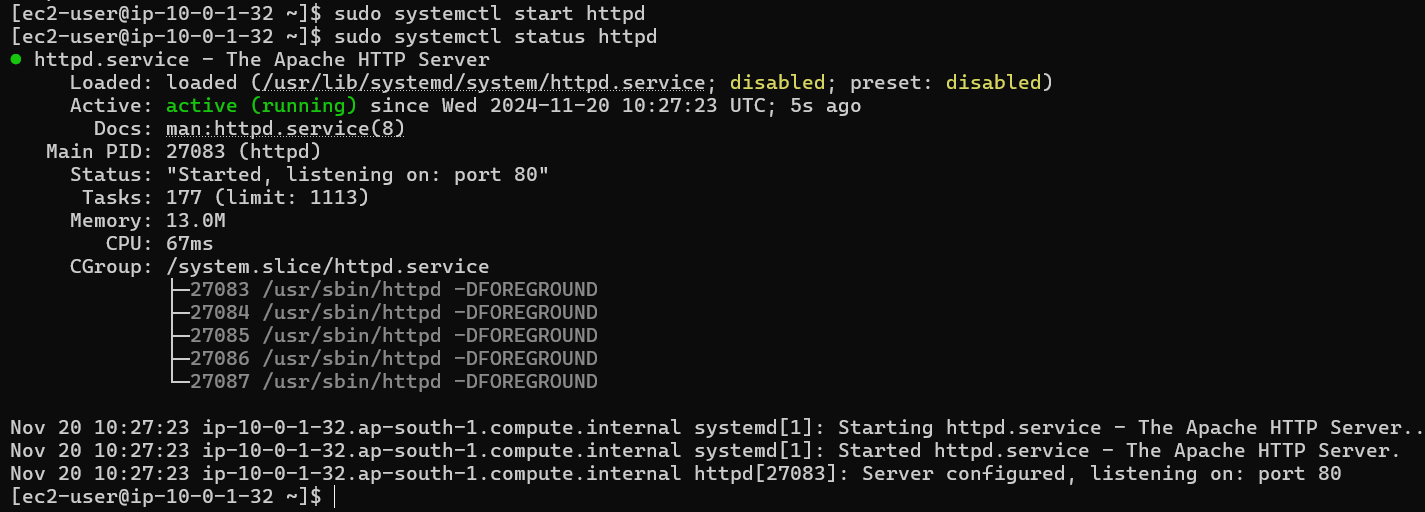 [ec2-user@ip-10-0-1-32 ~]$ sudo systemctl start httpd
[ec2-user@ip-10-0-1-32 ~]$ sudo systemctl status httpd
● httpd.service - The Apache HTTP Server
     Loaded: loaded (/usr/lib/systemd/system/httpd.service; disabled; preset: disabled)
     Active: active (running) since Wed 2024-11-20 10:27:23 UTC; 5s ago
       Docs: man:httpd.service(8)
   Main PID: 27083 (httpd)
     Status: "Started, listening on: port 80"
      Tasks: 177 (limit: 1113)
     Memory: 13.0M
        CPU: 67ms
     CGroup: /system.slice/httpd.service
             ├─27083 /usr/sbin/httpd -DFOREGROUND
             ├─27084 /usr/sbin/httpd -DFOREGROUND
             ├─27085 /usr/sbin/httpd -DFOREGROUND
             ├─27086 /usr/sbin/httpd -DFOREGROUND
             └─27087 /usr/sbin/httpd -DFOREGROUND

Nov 20 10:27:23 ip-10-0-1-32.ap-south-1.compute.internal systemd[1]: Starting httpd.service - The Apache HTTP Server..
Nov 20 10:27:23 ip-10-0-1-32.ap-south-1.compute.internal systemd[1]: Started httpd.service - The Apache HTTP Server.
Nov 20 10:27:23 ip-10-0-1-32.ap-south-1.compute.internal httpd[27083]: Server configured, listening on: port 80
[ec2-user@ip-10-0-1-32 ~]$